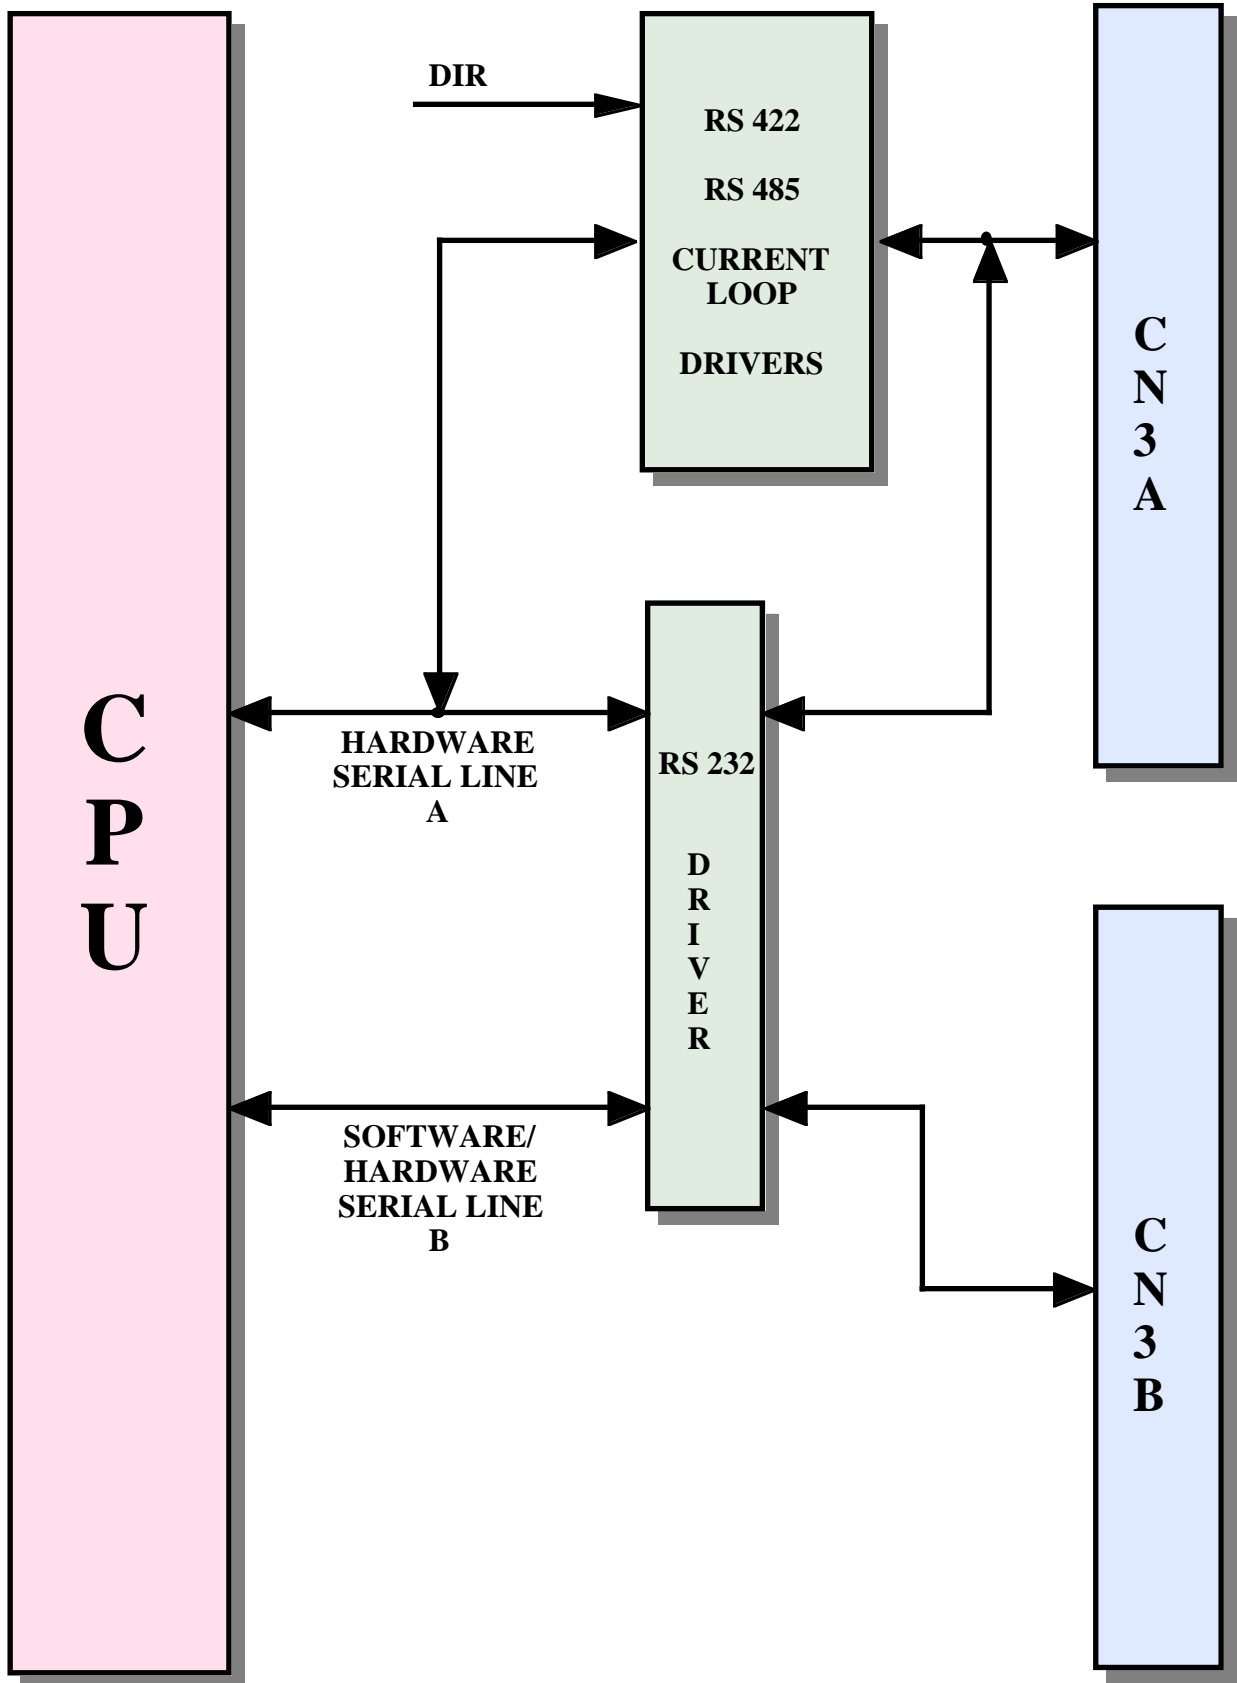 DIR
RS 422
RS 485
CURRENT
LOOP
DRIVERS
C
N
3
A
C
P
U
HARDWARE
SERIAL LINE
A
RS 232
D
R
I
V
E
R
SOFTWARE/
HARDWARE
SERIAL LINE
B
C
N
3
B